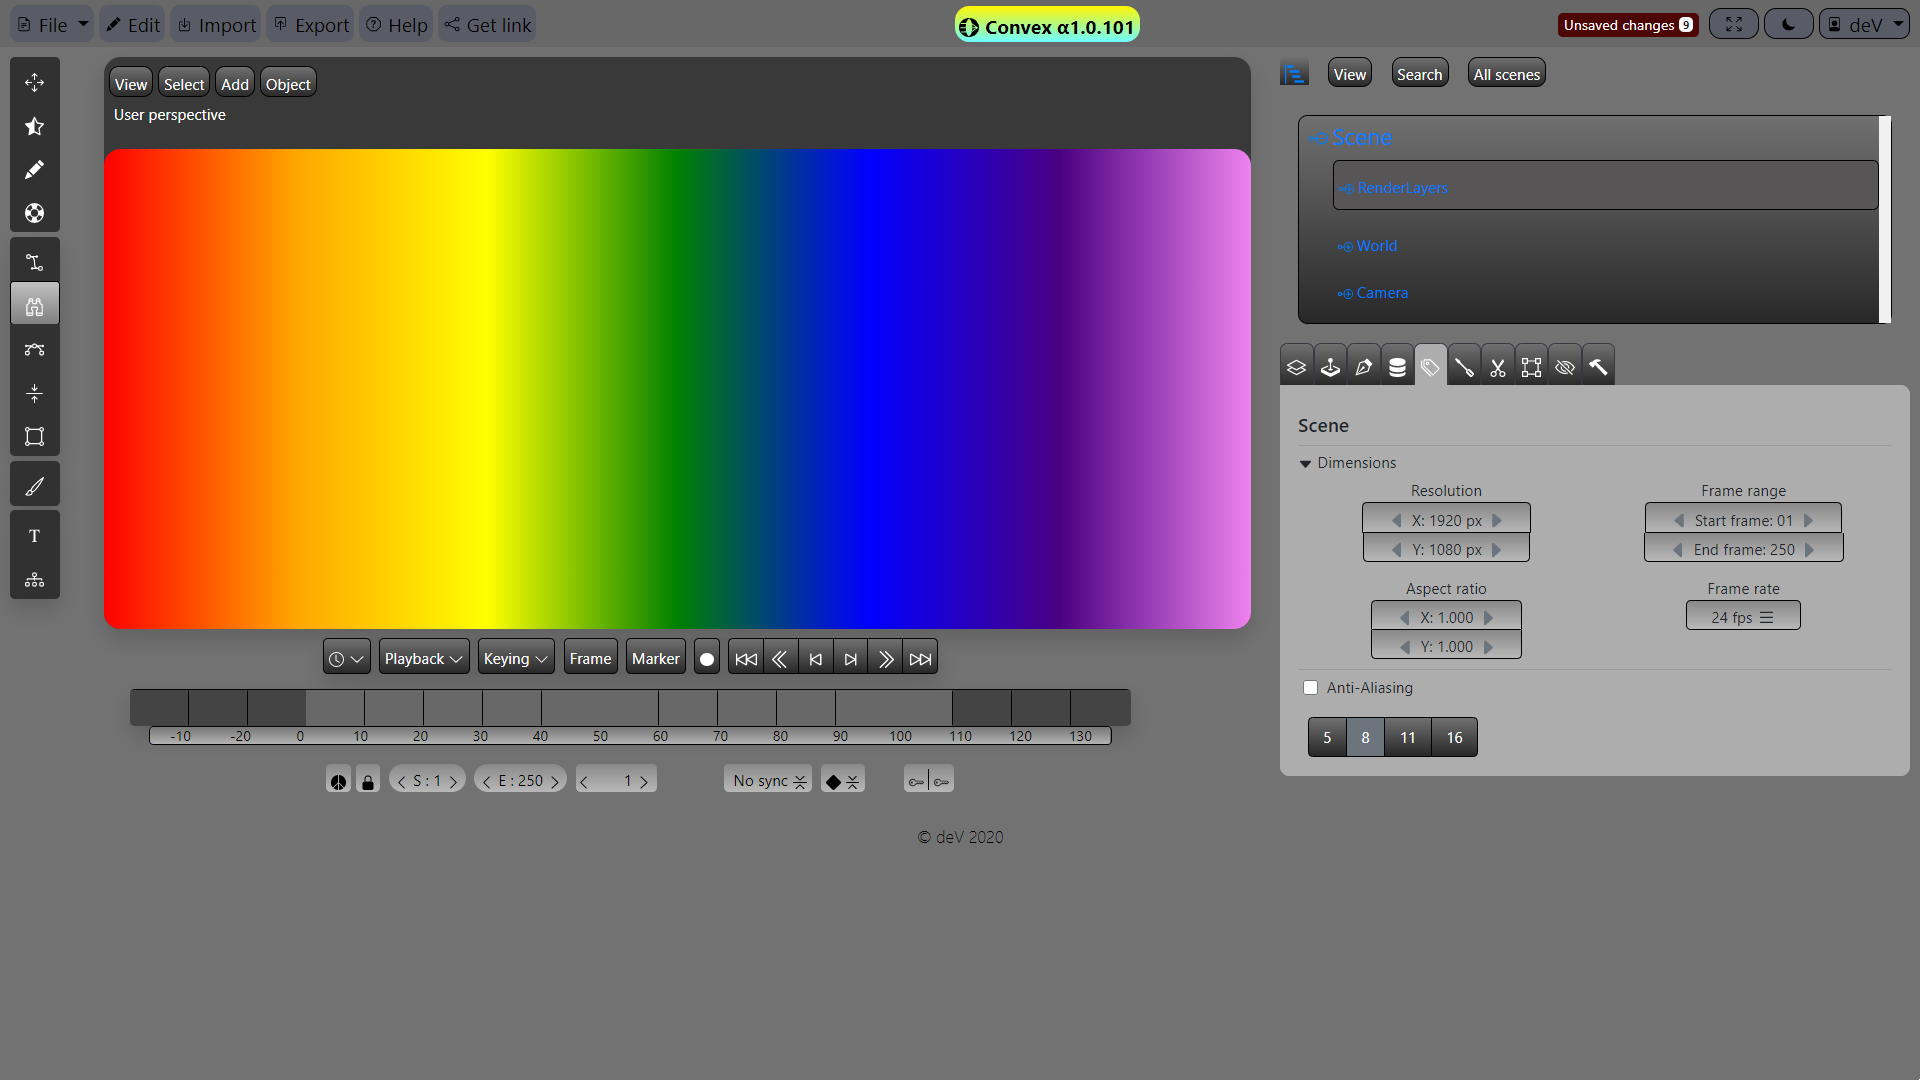 File Edit Import Export Help Get link
Convex α1.0.101
Unsaved changes 9
deV
View Select Add Object
User perspective
View Search All scenes
Scene
RenderLayers
World
Camera
Scene
Dimensions
Resolution
X: 1920 px
Y: 1080 px
Frame range
Start frame: 01
End frame: 250
Aspect ratio
X: 1.000
Y: 1.000
Frame rate
24 fps
Anti-Aliasing
5 8 11 16
T
Playback Keying Frame Marker
-10 -20 0 10 20 30 40 50 60 70 80 90 100 110 120 130
S : 1 E : 250 1 No sync
© deV 2020